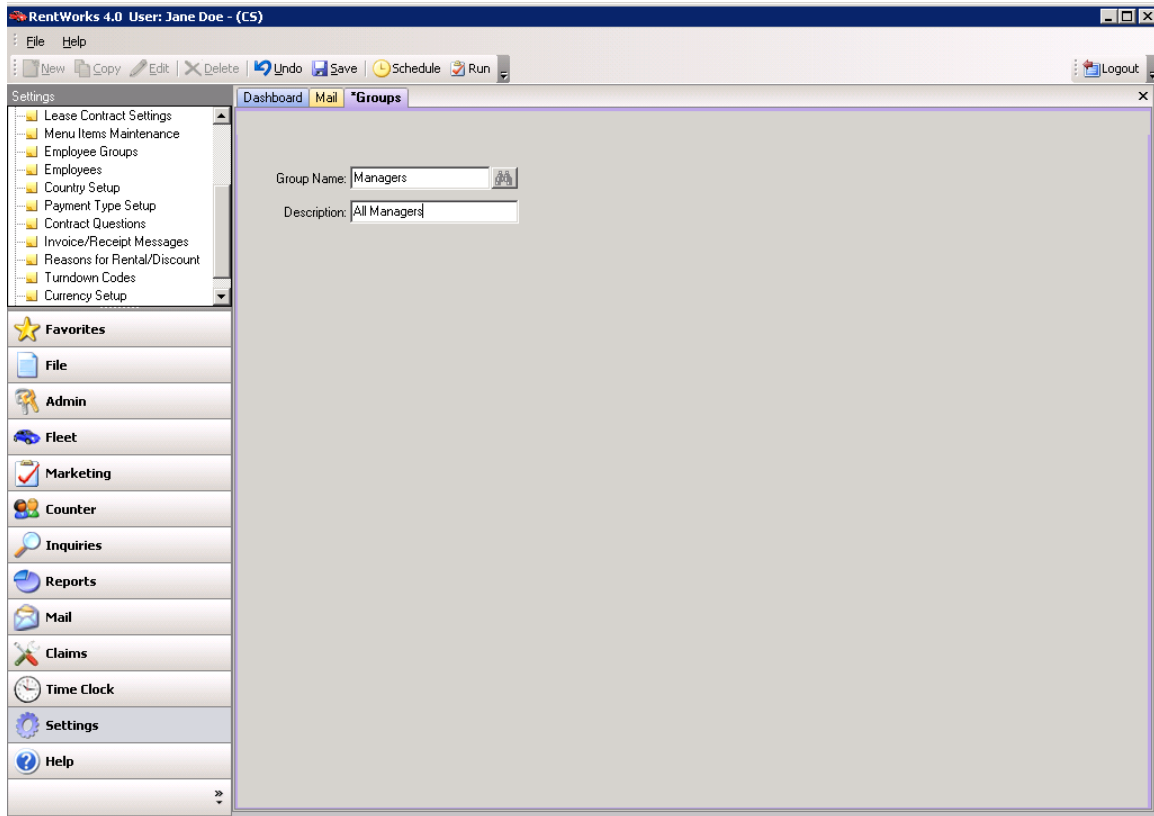 RentWorks 4.0 User: Jane Doe - (CS)
File Help
New Copy Edit Delete Undo Save Schedule Run Logout
Settings
Dashboard Mail *Groups
Lease Contract Settings
Menu Items Maintenance
Employee Groups
Employees
Country Setup
Payment Type Setup
Contract Questions
Invoice/Receipt Messages
Reasons for Rental/Discount
Turndown Codes
Currency Setup
Group Name: Managers
Description: All Managers
Favorites
File
Admin
Fleet
Marketing
Counter
Inquiries
Reports
Mail
Claims
Time Clock
Settings
Help